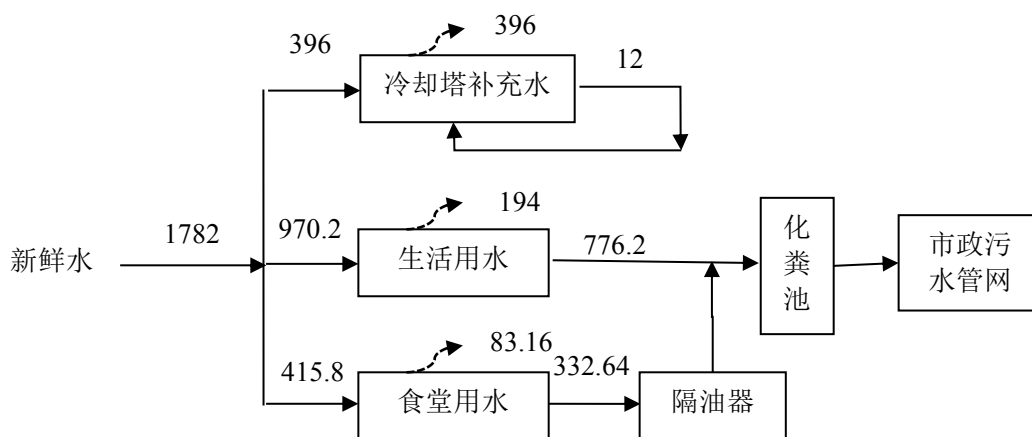 396
396
12
冷却塔补充水
新鲜水
1782
970.2
194
生活用水
776.2
化
粪
池
市政污
水管网
415.8
83.16
食堂用水
332.64
隔油器